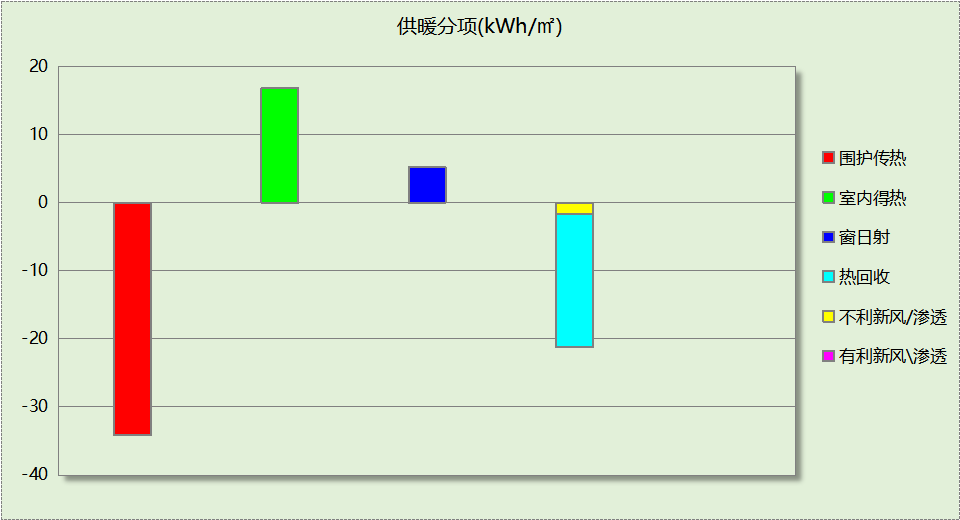 供暖分项(kWh/㎡)
20
10
0
-10
-20
-30
-40
围护传热
室内得热
窗日射
热回收
不利新风/渗透
有利新风\渗透